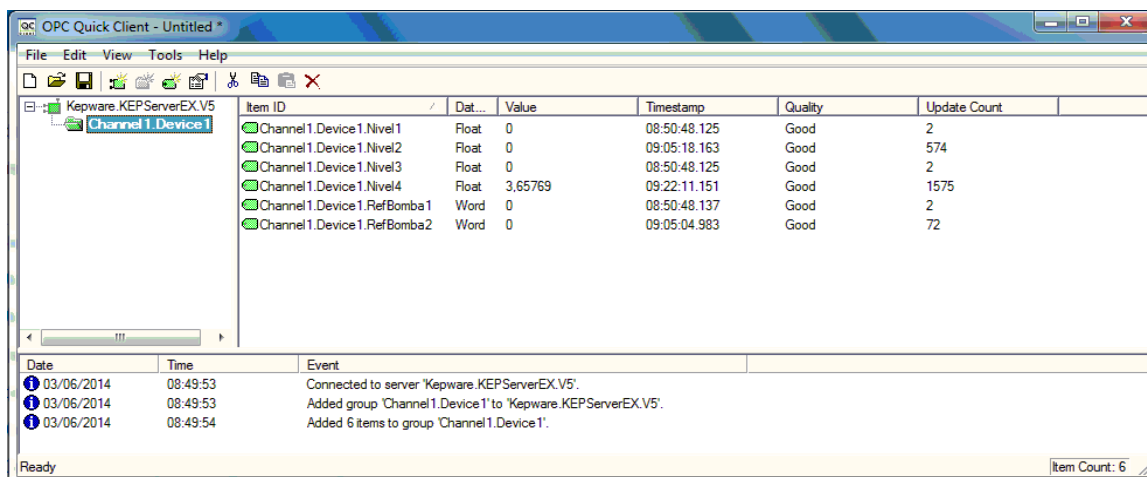 OPC Quick Client - Untitled *
File Edit View Tools Help
Kepware.KEPServerEX.V5
Channel1.Device1
Item ID Dat... Value Timestamp Quality Update Count
Channel1.Device1.Nivel1 Float 0 08:50:48.125 Good 2
Channel1.Device1.Nivel2 Float 0 09:05:18.163 Good 574
Channel1.Device1.Nivel3 Float 0 08:50:48.125 Good 2
Channel1.Device1.Nivel4 Float 3,65769 09:22:11.151 Good 1575
Channel1.Device1.RefBomba1 Word 0 08:50:48.137 Good 2
Channel1.Device1.RefBomba2 Word 0 09:05:04.983 Good 72
Date Time Event
03/06/2014 08:49:53 Connected to server 'Kepware.KEPServerEX.V5'.
03/06/2014 08:49:53 Added group 'Channel1.Device1' to 'Kepware.KEPServerEX.V5'.
03/06/2014 08:49:54 Added 6 items to group 'Channel1.Device1'.
Ready Item Count: 6